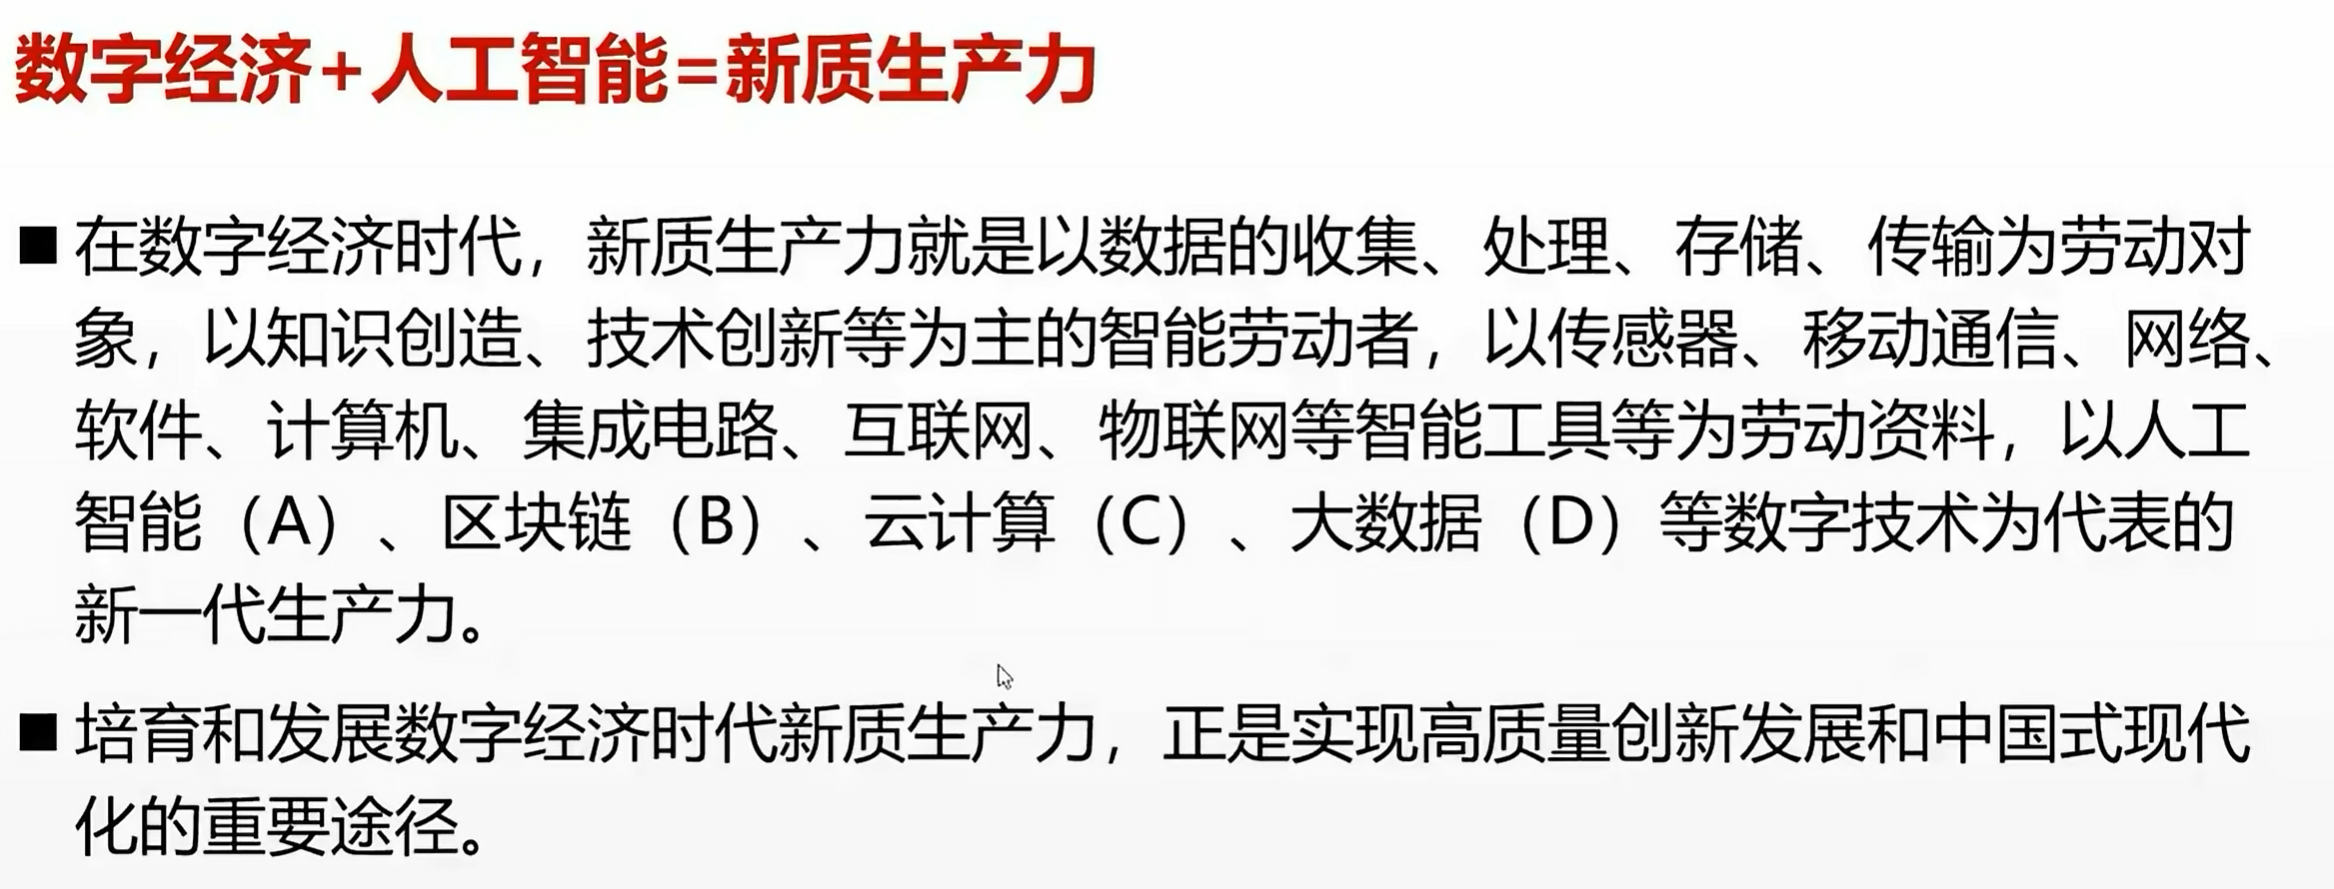 数字经济+人工智能=新质生产力
■在数字经济时代，新质生产力就是以数据的收集、处理、存储、传输为劳动对
象，以知识创造、技术创新等为主的智能劳动者，以传感器、移动通信、网络、
软件、计算机、集成电路、互联网、物联网等智能工具等为劳动资料，以人工
智能（A）、区块链（B）、云计算（C）、大数据（D）等数字技术为代表的
新一代生产力。
■培育和发展数字经济时代新质生产力，正是实现高质量创新发展和中国式现代
化的重要途径。